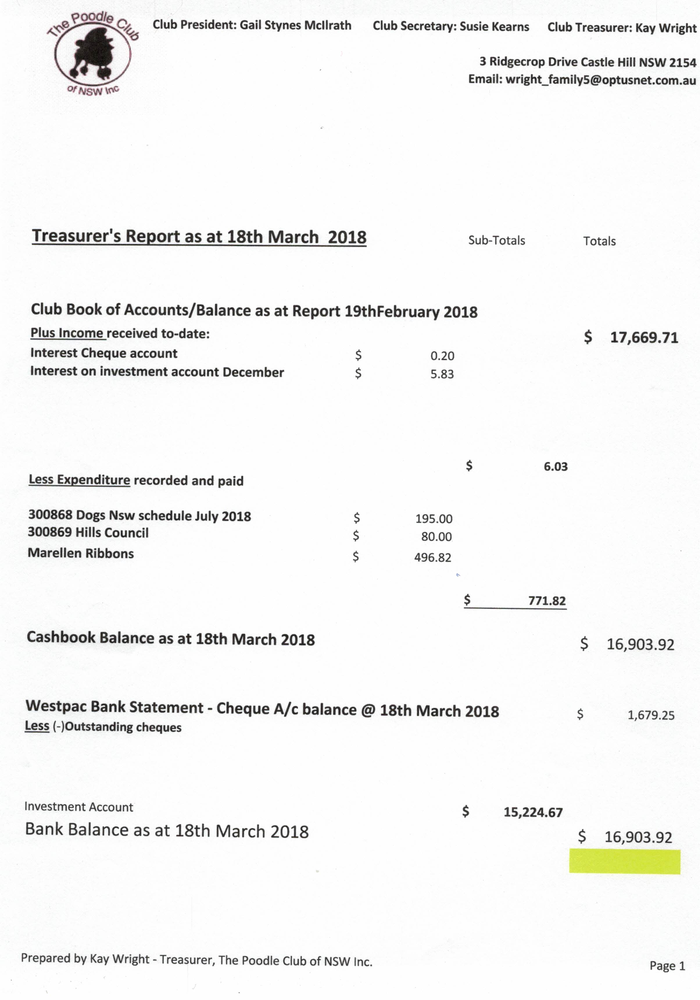 The Poodle Club
of NSW Inc
Club President: Gail Stynes McIlrath Club Secretary: Susie Kearns Club Treasurer: Kay Wright
3 Ridgecrop Drive Castle Hill NSW 2154
Email: wright_family5@optusnet.com.au
Treasurer's Report as at 18th March 2018 Sub-Totals Totals
Club Book of Accounts/Balance as at Report 19thFebruary 2018
Plus Income received to-date: $ 17,669.71
Interest Cheque account $ 0.20
Interest on investment account December $ 5.83
$ 6.03
Less Expenditure recorded and paid
300868 Dogs Nsw schedule July 2018 $ 195.00
300869 Hills Council $ 80.00
Marellen Ribbons $ 496.82
$ 771.82
Cashbook Balance as at 18th March 2018 $ 16,903.92
Westpac Bank Statement - Cheque A/c balance @ 18th March 2018 $ 1,679.25
Less (-)Outstanding cheques
Investment Account $ 15,224.67
Bank Balance as at 18th March 2018 $ 16,903.92
Prepared by Kay Wright - Treasurer, The Poodle Club of NSW Inc. Page 1